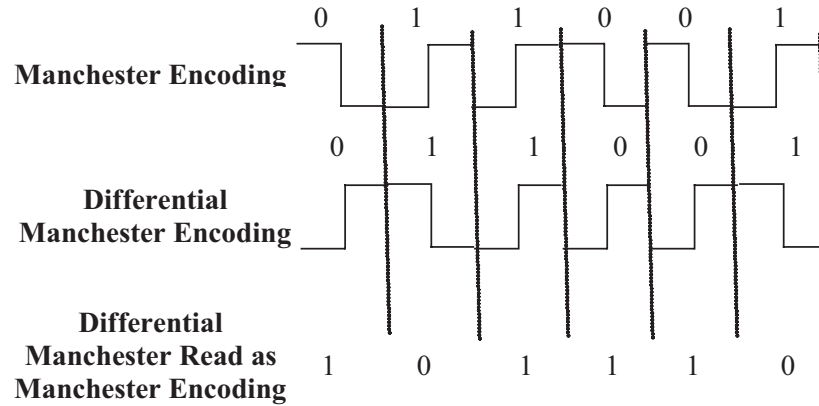 0 1 1 0 0 1
Manchester Encoding
0 1 1 0 0 1
Differential
Manchester Encoding
Differential
Manchester Read as
Manchester Encoding
1 0 1 1 1 0